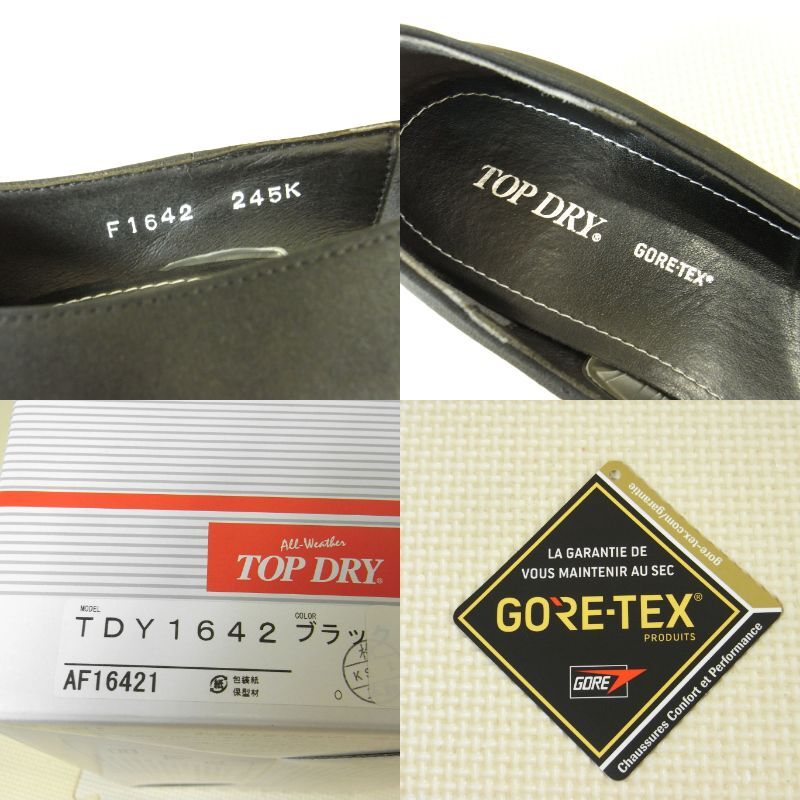 F1642 245K
TOP DRY®
GORE-TEX®
All-Weather
TOP DRY®
MODEL
COLOR
TDY1642 ブラック
AF16421
紙
包装紙
保型材
gore-tex.com/garantie
LA GARANTIE DE
VOUS MAINTENIR AU SEC
GORE-TEX®
PRODUITS
GORE
Chaussures Confort et Performance